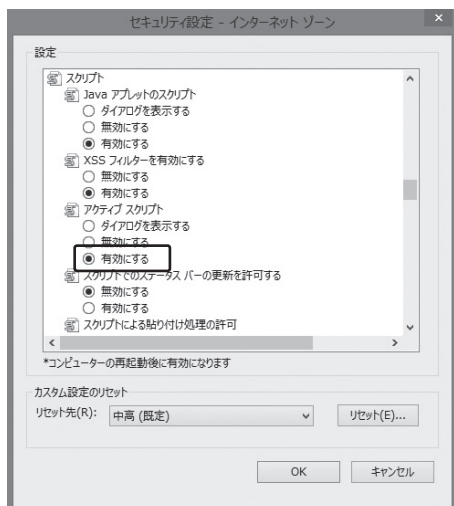 セキュリティ設定 - インターネット ゾーン
設定
スクリプト
Java アプレットのスクリプト
ダイアログを表示する
無効にする
有効にする
XSS フィルターを有効にする
無効にする
有効にする
アクティブ スクリプト
ダイアログを表示する
無効にする
有効にする
スクリプトでのステータス バーの更新を許可する
無効にする
有効にする
スクリプトによる貼り付け処理の許可
*コンピューターの再起動後に有効になります
カスタム設定のリセット
リセット先(R): 中高 (既定) リセット(E)...
OK キャンセル